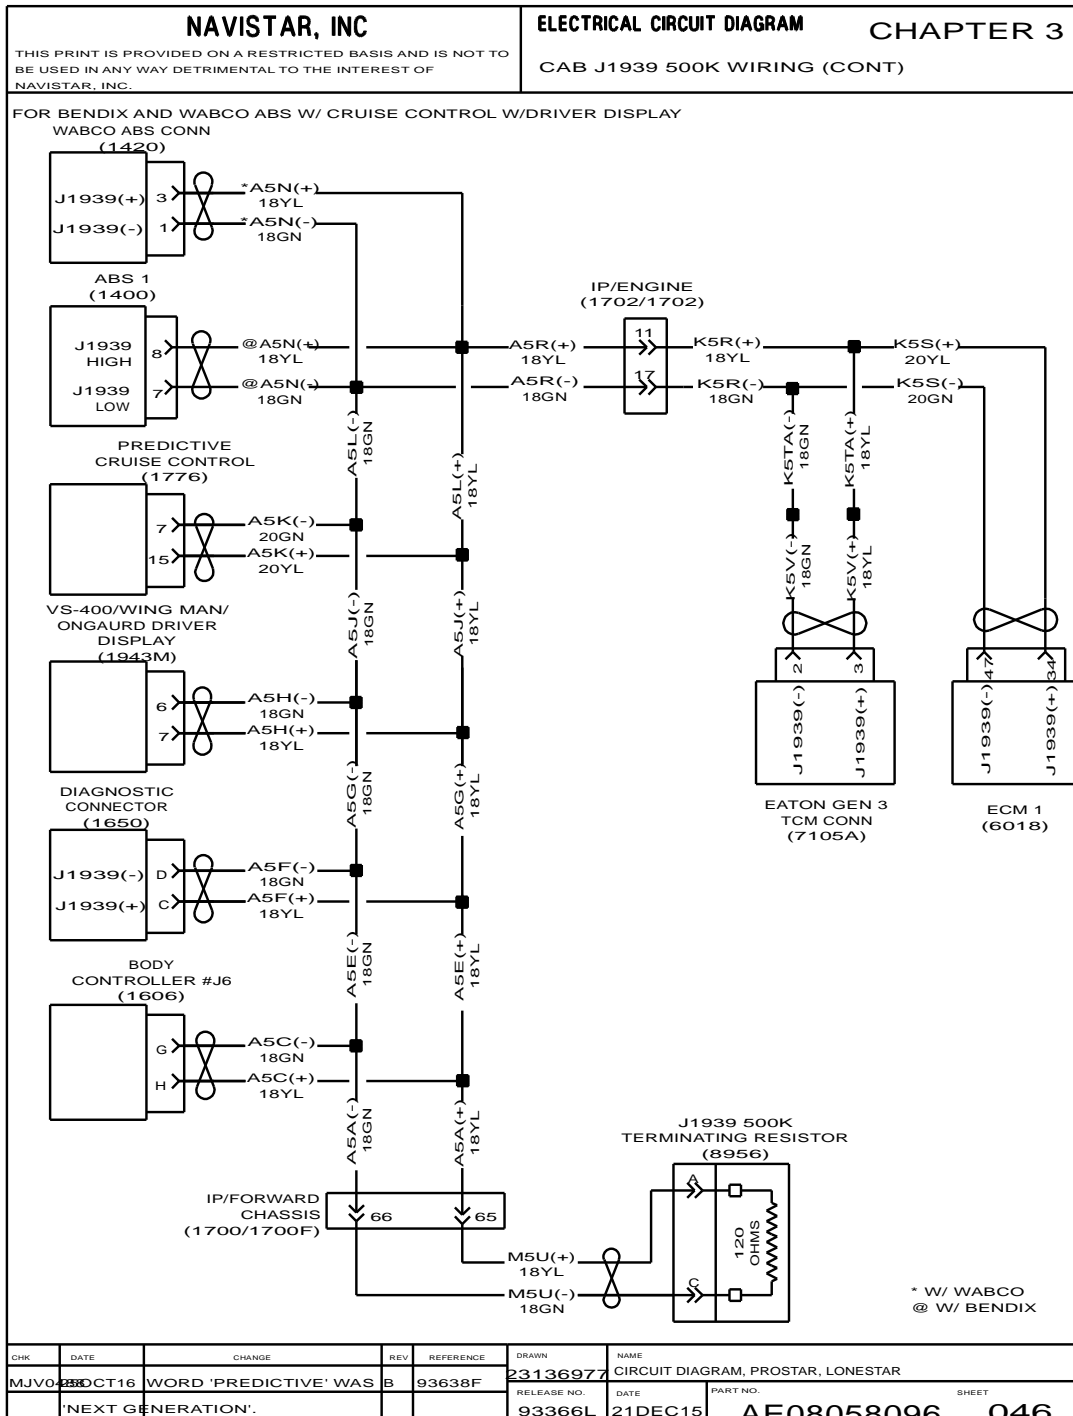 NAVISTAR, INC
THIS PRINT IS PROVIDED ON A RESTRICTED BASIS AND IS NOT TO
BE USED IN ANY WAY DETRIMENTAL TO THE INTEREST OF
NAVISTAR, INC.
ELECTRICAL CIRCUIT DIAGRAM
CHAPTER 3
CAB J1939 500K WIRING (CONT)
FOR BENDIX AND WABCO ABS W/ CRUISE CONTROL W/DRIVER DISPLAY
WABCO ABS CONN
(1420)
J1939(+) 3
*A5N(+)
18YL
J1939(-) 1
*A5N(-)
18GN
ABS 1
(1400)
J1939
HIGH
8
@A5N(+)
18YL
J1939
LOW
7
@A5N(-)
18GN
IP/ENGINE
(1702/1702)
A5R(+)
18YL
11
K5R(+)
18YL
K5S(+)
20YL
A5R(-)
18GN
17
K5R(-)
18GN
K5S(-)
20GN
A5L(-)
18GN
A5L(+)
18YL
K5TA(-)
18GN
K5TA(+)
18YL
PREDICTIVE
CRUISE CONTROL
(1776)
7
A5K(-)
20GN
15
A5K(+)
20YL
K5V(-)
18GN
K5V(+)
18YL
A5J(-)
18GN
A5J(+)
18YL
VS-400/WING MAN/
ONGAURD DRIVER
DISPLAY
(1943M)
6
A5H(-)
18GN
7
A5H(+)
18YL
2
3
J1939(-)
J1939(+)
EATON GEN 3
TCM CONN
(7105A)
47
34
J1939(-)
J1939(+)
ECM 1
(6018)
A5G(-)
18GN
A5G(+)
18YL
DIAGNOSTIC
CONNECTOR
(1650)
J1939(-) D
A5F(-)
18GN
J1939(+) C
A5F(+)
18YL
A5E(-)
18GN
A5E(+)
18YL
BODY
CONTROLLER #J6
(1606)
G
A5C(-)
18GN
H
A5C(+)
18YL
A5A(-)
18GN
A5A(+)
18YL
IP/FORWARD
CHASSIS
(1700/1700F)
66
65
M5U(+)
18YL
M5U(-)
18GN
J1939 500K
TERMINATING RESISTOR
(8956)
A
C
120
OHMS
* W/ WABCO
@ W/ BENDIX
CHK DATE CHANGE REV REFERENCE
OCT16 WORD 'PREDICTIVE' WAS B 93638F
'NEXT GENERATION'.
DRAWN
23136977
NAME
CIRCUIT DIAGRAM, PROSTAR, LONESTAR
RELEASE NO.
93366L
DATE
21DEC15
PART NO.
AE08058096
SHEET
046